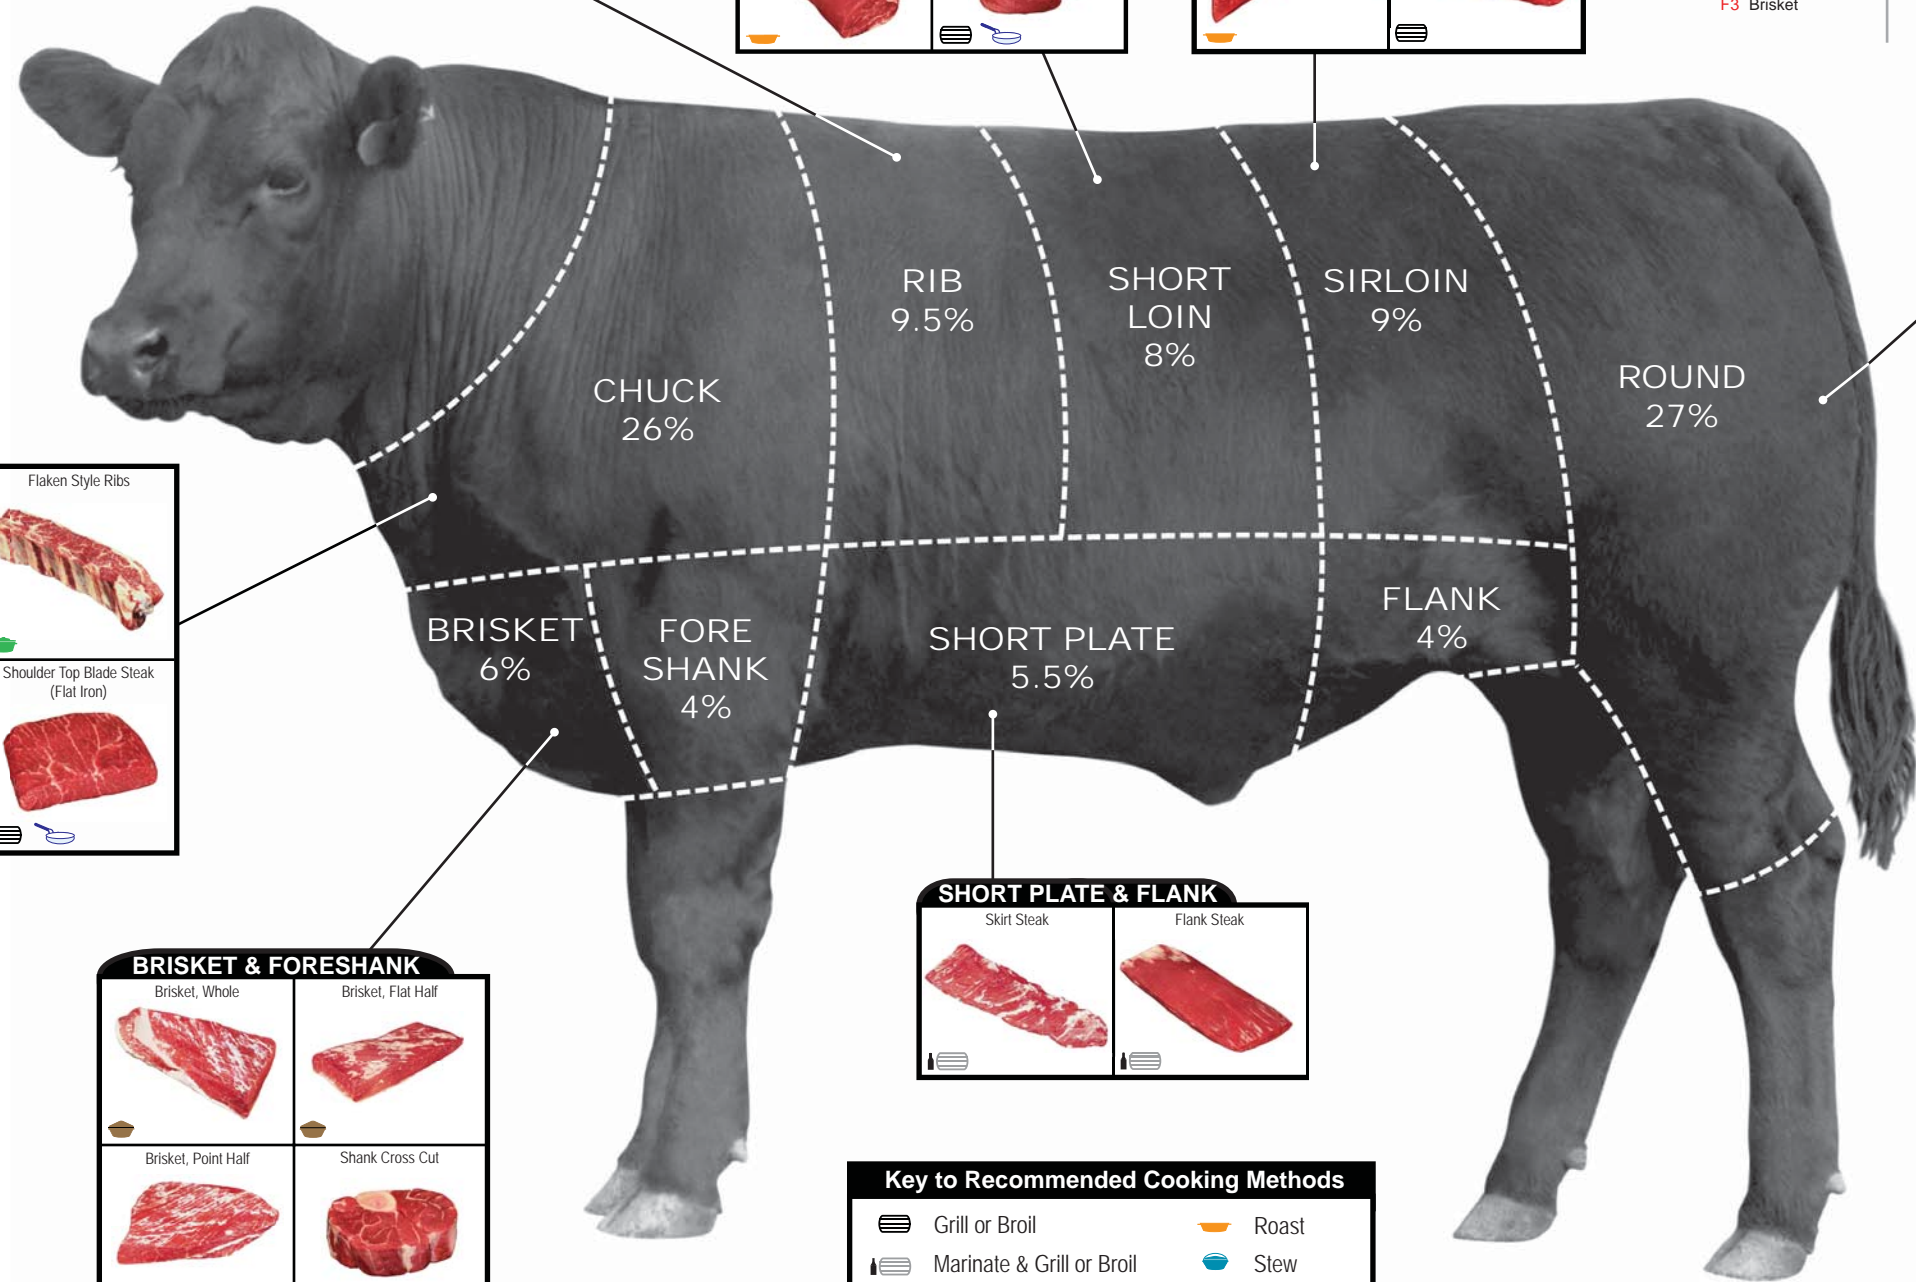 F3 Brisket
RIB
9.5%
SHORT
LOIN
8%
SIRLOIN
9%
ROUND
27%
CHUCK
26%
Flaken Style Ribs
Shoulder Top Blade Steak
(Flat Iron)
BRISKET
6%
FORE
SHANK
4%
SHORT PLATE
5.5%
FLANK
4%
SHORT PLATE & FLANK
Skirt Steak
Flank Steak
BRISKET & FORESHANK
Brisket, Whole
Brisket, Flat Half
Brisket, Point Half
Shank Cross Cut
Key to Recommended Cooking Methods
Grill or Broil
Roast
Marinate & Grill or Broil
Stew